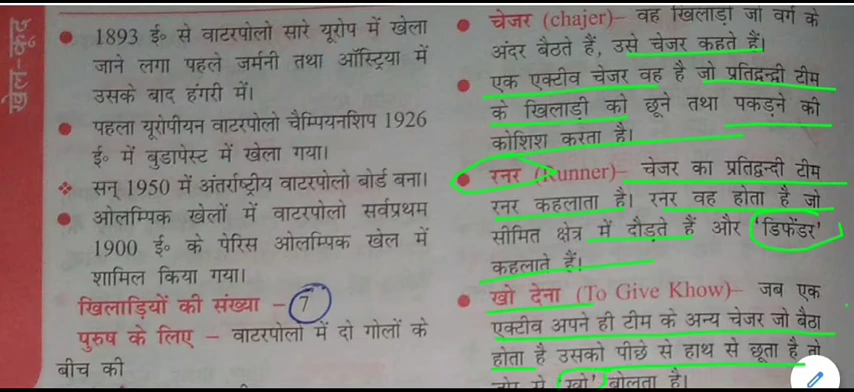 खेल-कूद
1893 ई० से वाटरपोलो सारे यूरोप में खेला
जाने लगा पहले जर्मनी तथा ऑस्ट्रिया में
उसके बाद हंगरी में।
पहला यूरोपीयन वाटरपोलो चैम्पियनशिप 1926
ई० में बुडापेस्ट में खेला गया।
सन् 1950 में अंतर्राष्ट्रीय वाटरपोलो बोर्ड बना।
ओलम्पिक खेलों में वाटरपोलो सर्वप्रथम
1900 ई० के पेरिस ओलम्पिक खेल में
शामिल किया गया।
खिलाड़ियों की संख्या – 7
पुरुष के लिए – वाटरपोलो में दो गोलों के
बीच की
चेजर (chajer)– वह खिलाड़ी जो वर्ग के
अंदर बैठते हैं, उसे चेजर कहते हैं।
एक एक्टीव चेजर वह है जो प्रतिद्वन्दी टीम
के खिलाड़ी को छूने तथा पकड़ने की
कोशिश करता है।
रनर (Runner)– चेजर का प्रतिद्वन्दी टीम
रनर कहलाता है। रनर वह होता है जो
सीमित क्षेत्र में दौड़ते हैं और 'डिफेंडर'
कहलाते हैं।
खो देना (To Give Khow)– जब एक
एक्टीव अपने ही टीम के अन्य चेजर जो बैठा
होता है उसको पीछे से हाथ से छूता है तो
में 'खो' बोलता है।